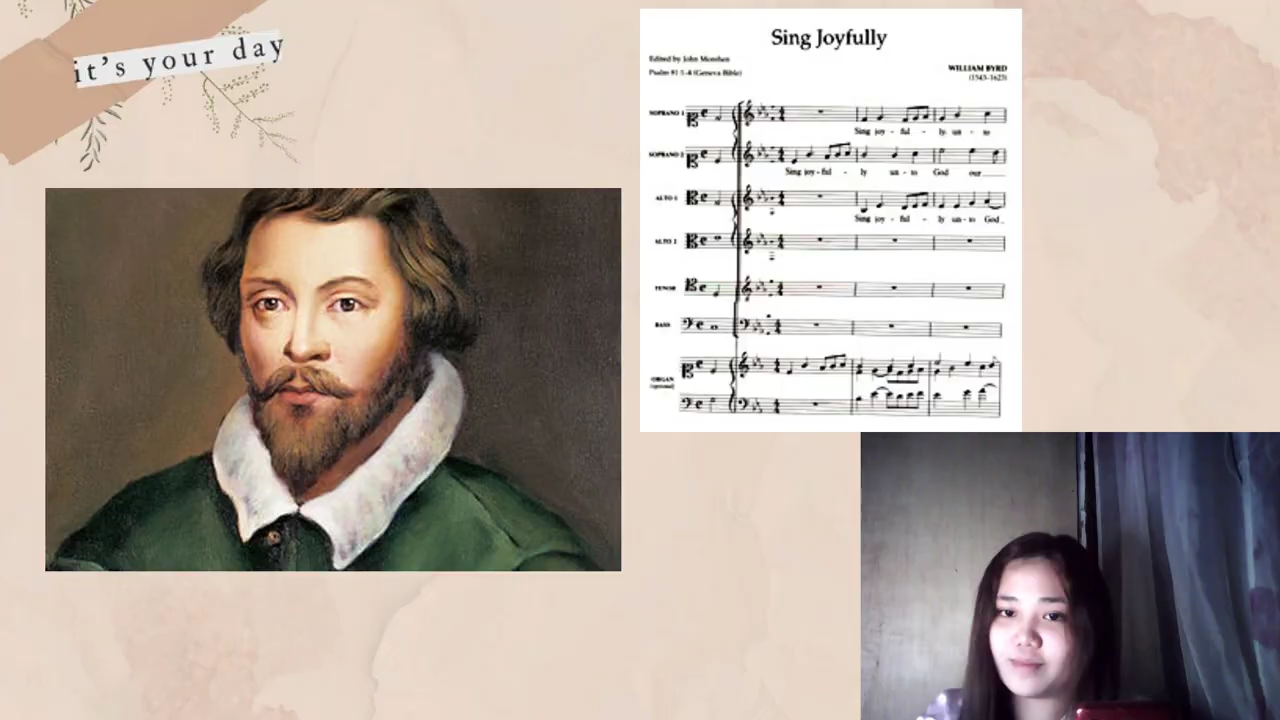 it's your day
Sing Joyfully
Edited by John Morehen
Psalm 81:1-4 (Geneva Bible)
WILLIAM BYRD
(1543-1623)
SOPRANO 1
Sing joy - ful - ly un - to
SOPRANO 2
Sing joy - ful - ly un - to God our
ALTO 1
Sing joy - ful - ly un - to God
ALTO 2
TENOR
BASS
ORGAN
(optional)